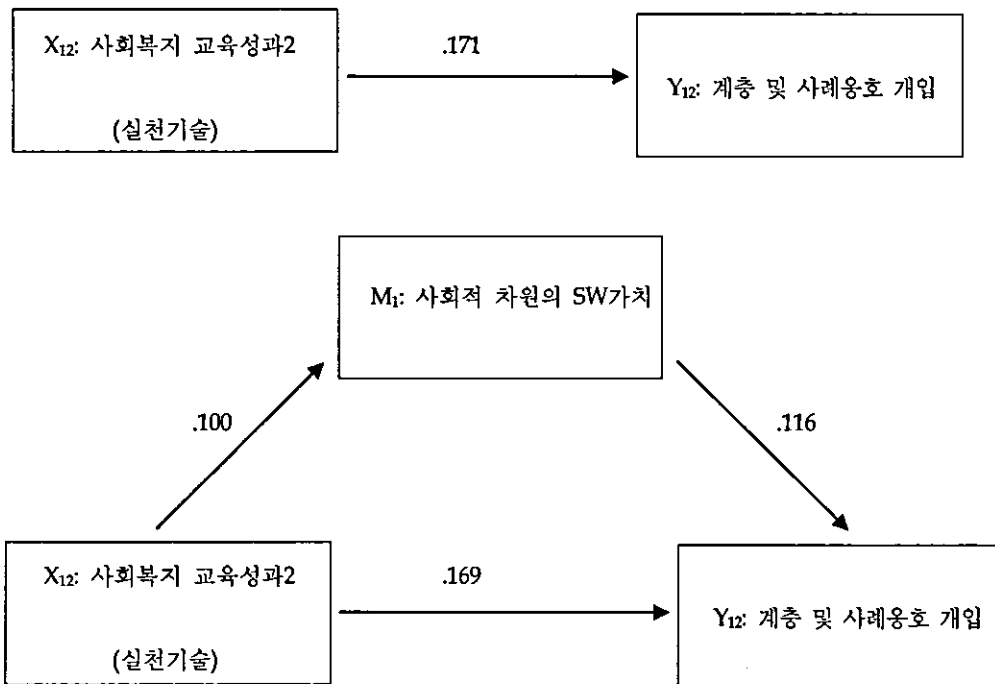 X₁₂: 사회복지 교육성과2
(실천기술)
.171
Y₁₂: 계층 및 사례옹호 개입
M₁: 사회적 차원의 SW가치
.100
.116
X₁₂: 사회복지 교육성과2
(실천기술)
.169
Y₁₂: 계층 및 사례옹호 개입